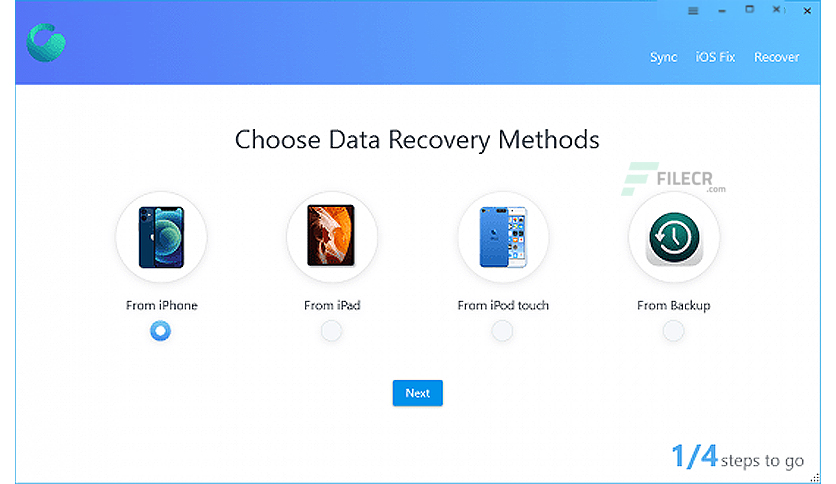 Sync iOS Fix Recover
Choose Data Recovery Methods
FILECR
.com
From iPhone From iPad From iPod touch From Backup
Next
1/4 steps to go